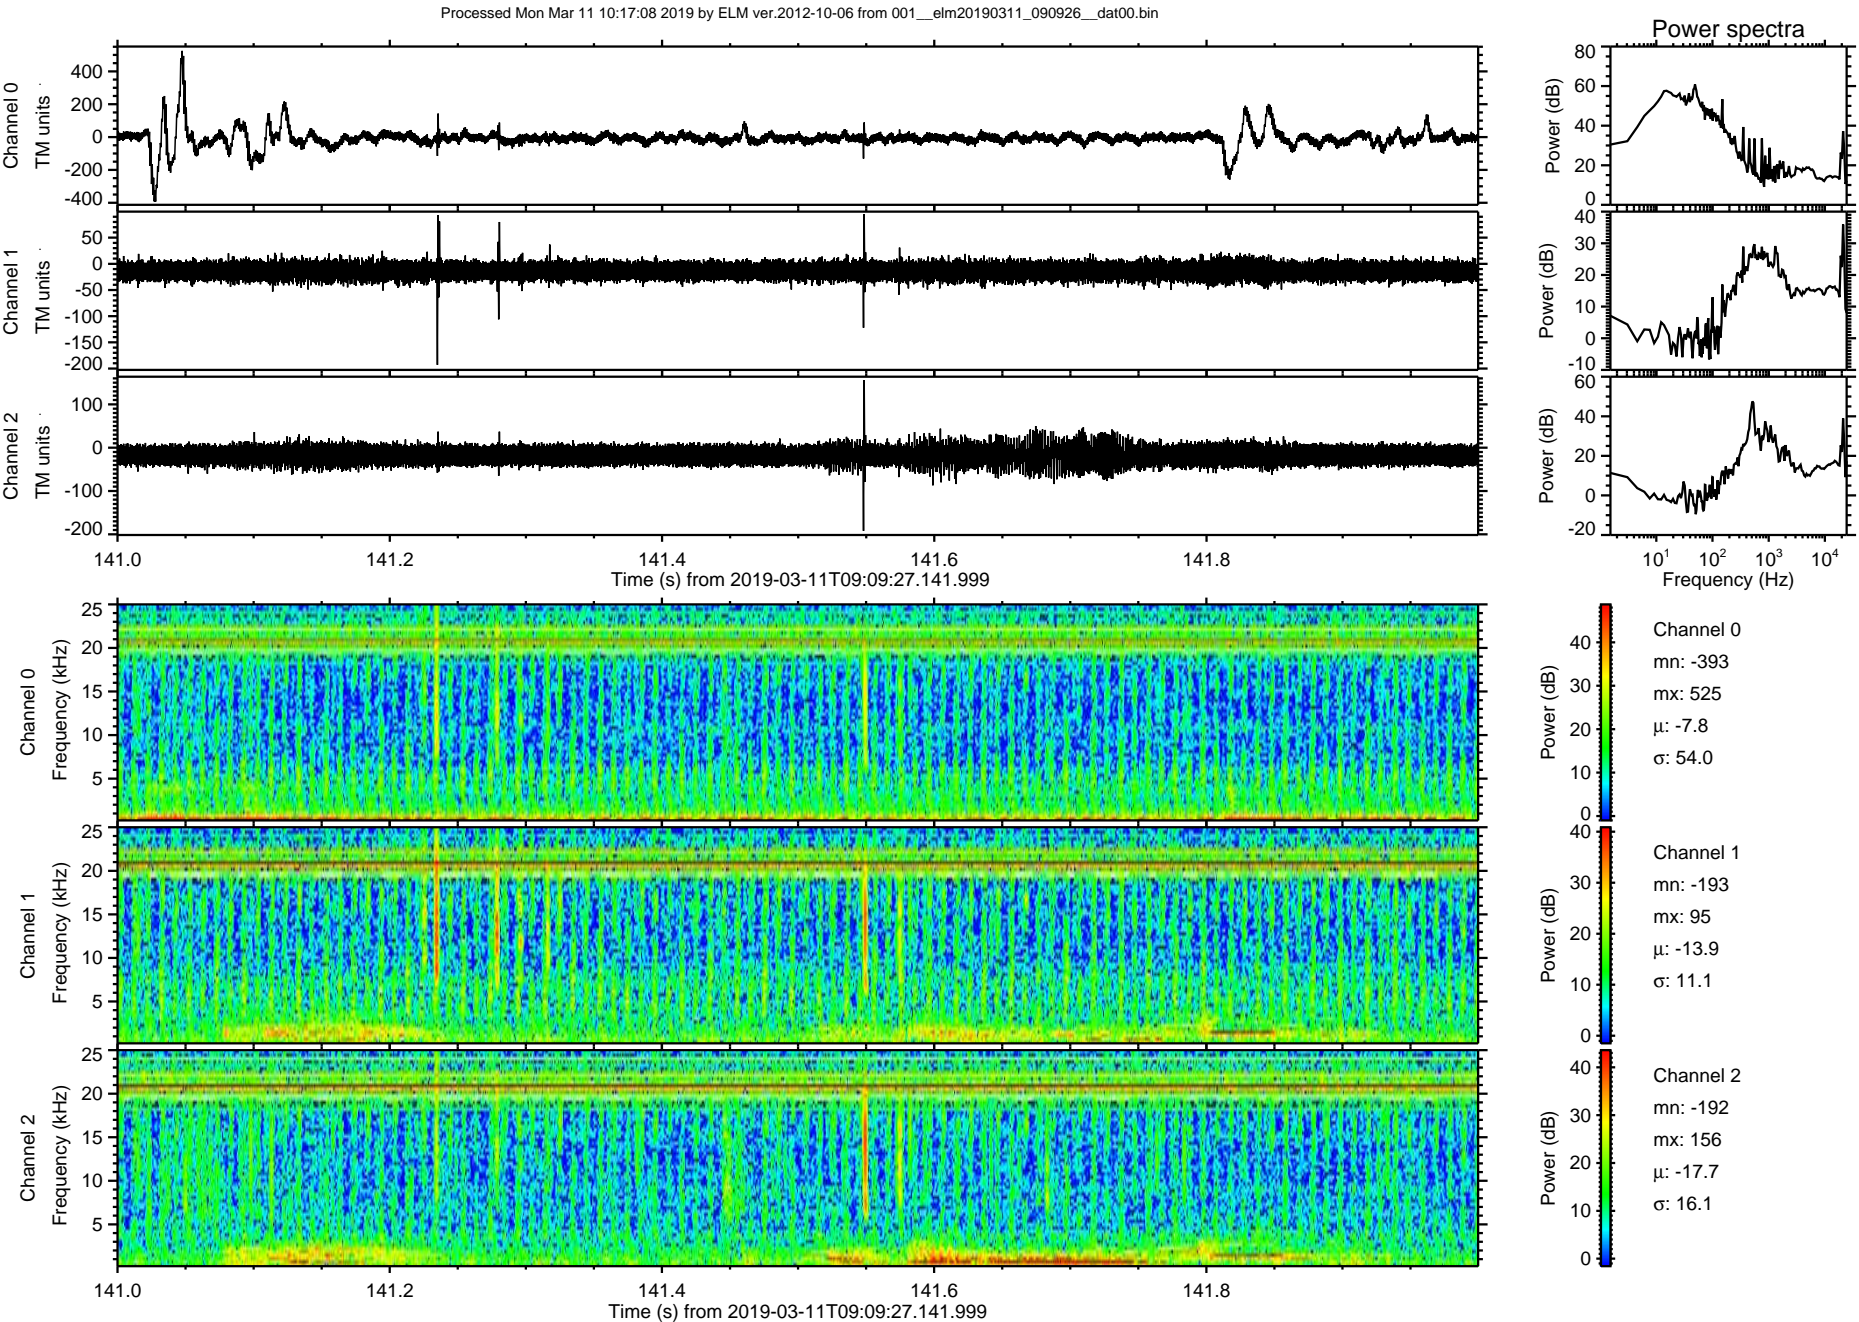 Processed Mon Mar 11 10:17:08 2019 by ELM ver.2012-10-06 from 001__elm20190311_090926__dat00.bin
Power spectra
Channel 0
TM units
400
200
0
-200
-400
Power (dB)
80
60
40
20
0
Channel 1
TM units
50
0
-50
-100
-150
-200
Power (dB)
40
30
20
10
0
-10
Channel 2
TM units
100
0
-100
-200
Power (dB)
60
40
20
0
-20
141.0 141.2 141.4 141.6 141.8
Time (s) from 2019-03-11T09:09:27.141.999
10¹ 10² 10³ 10⁴
Frequency (Hz)
Channel 0
Frequency (kHz)
25
20
15
10
5
Power (dB)
40
30
20
10
0
Channel 0
mn: -393
mx: 525
μ: -7.8
σ: 54.0
Channel 1
Frequency (kHz)
25
20
15
10
5
Power (dB)
40
30
20
10
0
Channel 1
mn: -193
mx: 95
μ: -13.9
σ: 11.1
Channel 2
Frequency (kHz)
25
20
15
10
5
Power (dB)
40
30
20
10
0
Channel 2
mn: -192
mx: 156
μ: -17.7
σ: 16.1
141.0 141.2 141.4 141.6 141.8
Time (s) from 2019-03-11T09:09:27.141.999